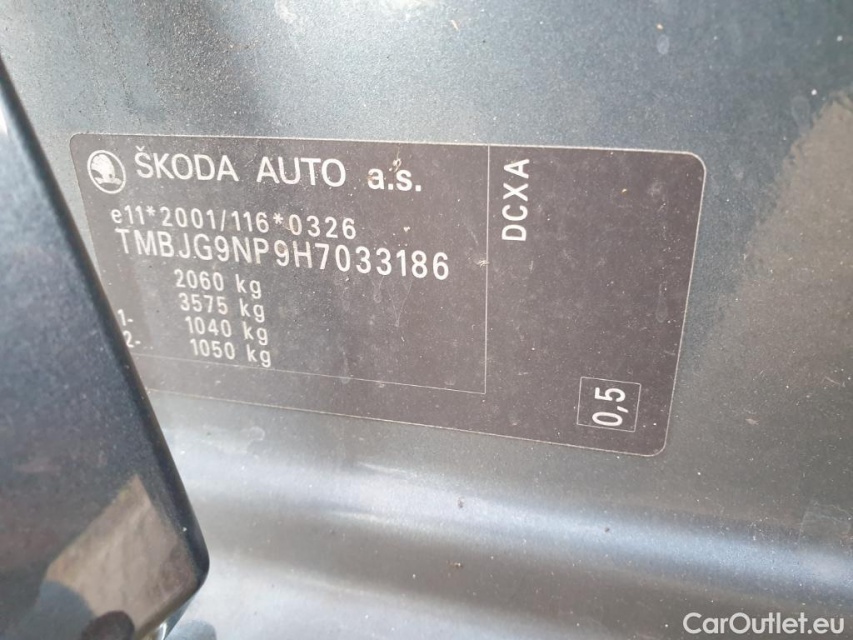 ŠKODA AUTO a.s.
e11*2001/116*0326
TMBJG9NP9H7033186
2060 kg
3575 kg
1- 1040 kg
2- 1050 kg
DCXA
0,5
CarOutlet.eu